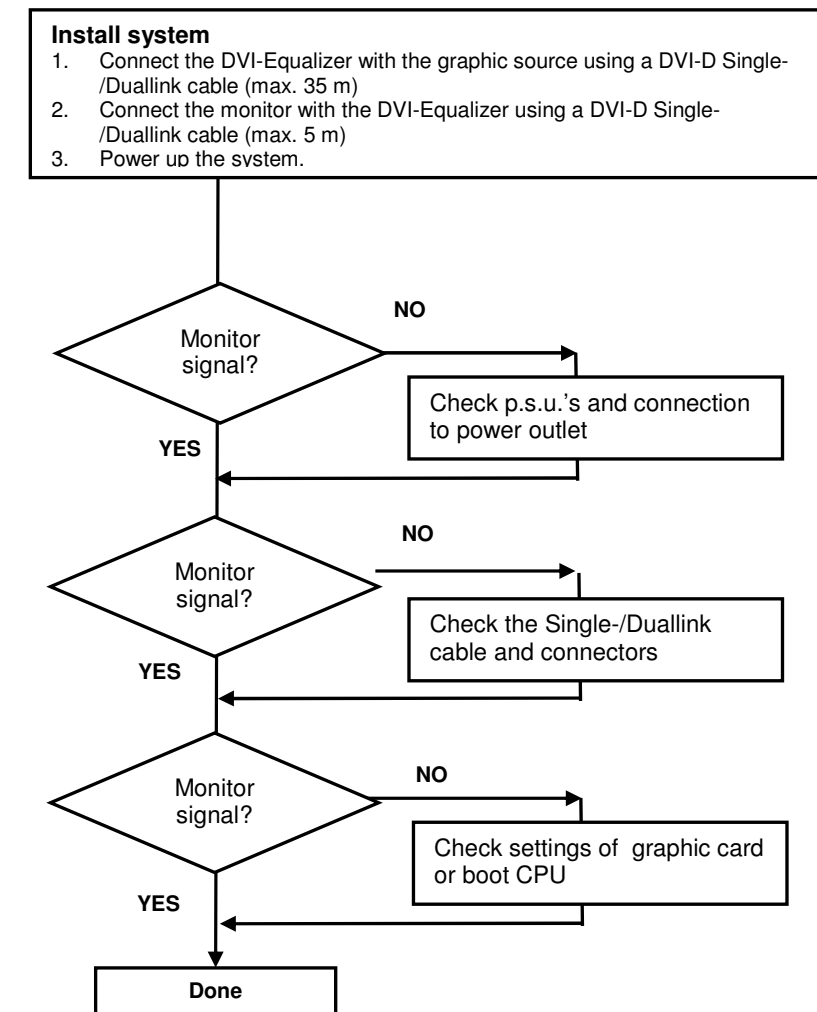 Install system
1. Connect the DVI-Equalizer with the graphic source using a DVI-D Single-
/Duallink cable (max. 35 m)
2. Connect the monitor with the DVI-Equalizer using a DVI-D Single-
/Duallink cable (max. 5 m)
3. Power up the system.
Monitor
signal?
NO
Check p.s.u.'s and connection
to power outlet
YES
Monitor
signal?
NO
Check the Single-/Duallink
cable and connectors
YES
Monitor
signal?
NO
Check settings of graphic card
or boot CPU
YES
Done